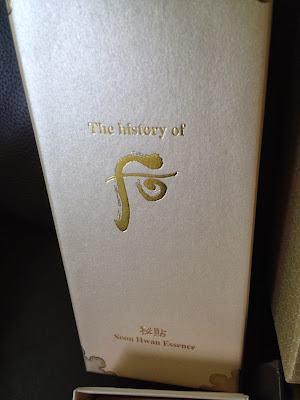 The history of
后
秘貼
Soon Hwan Essence